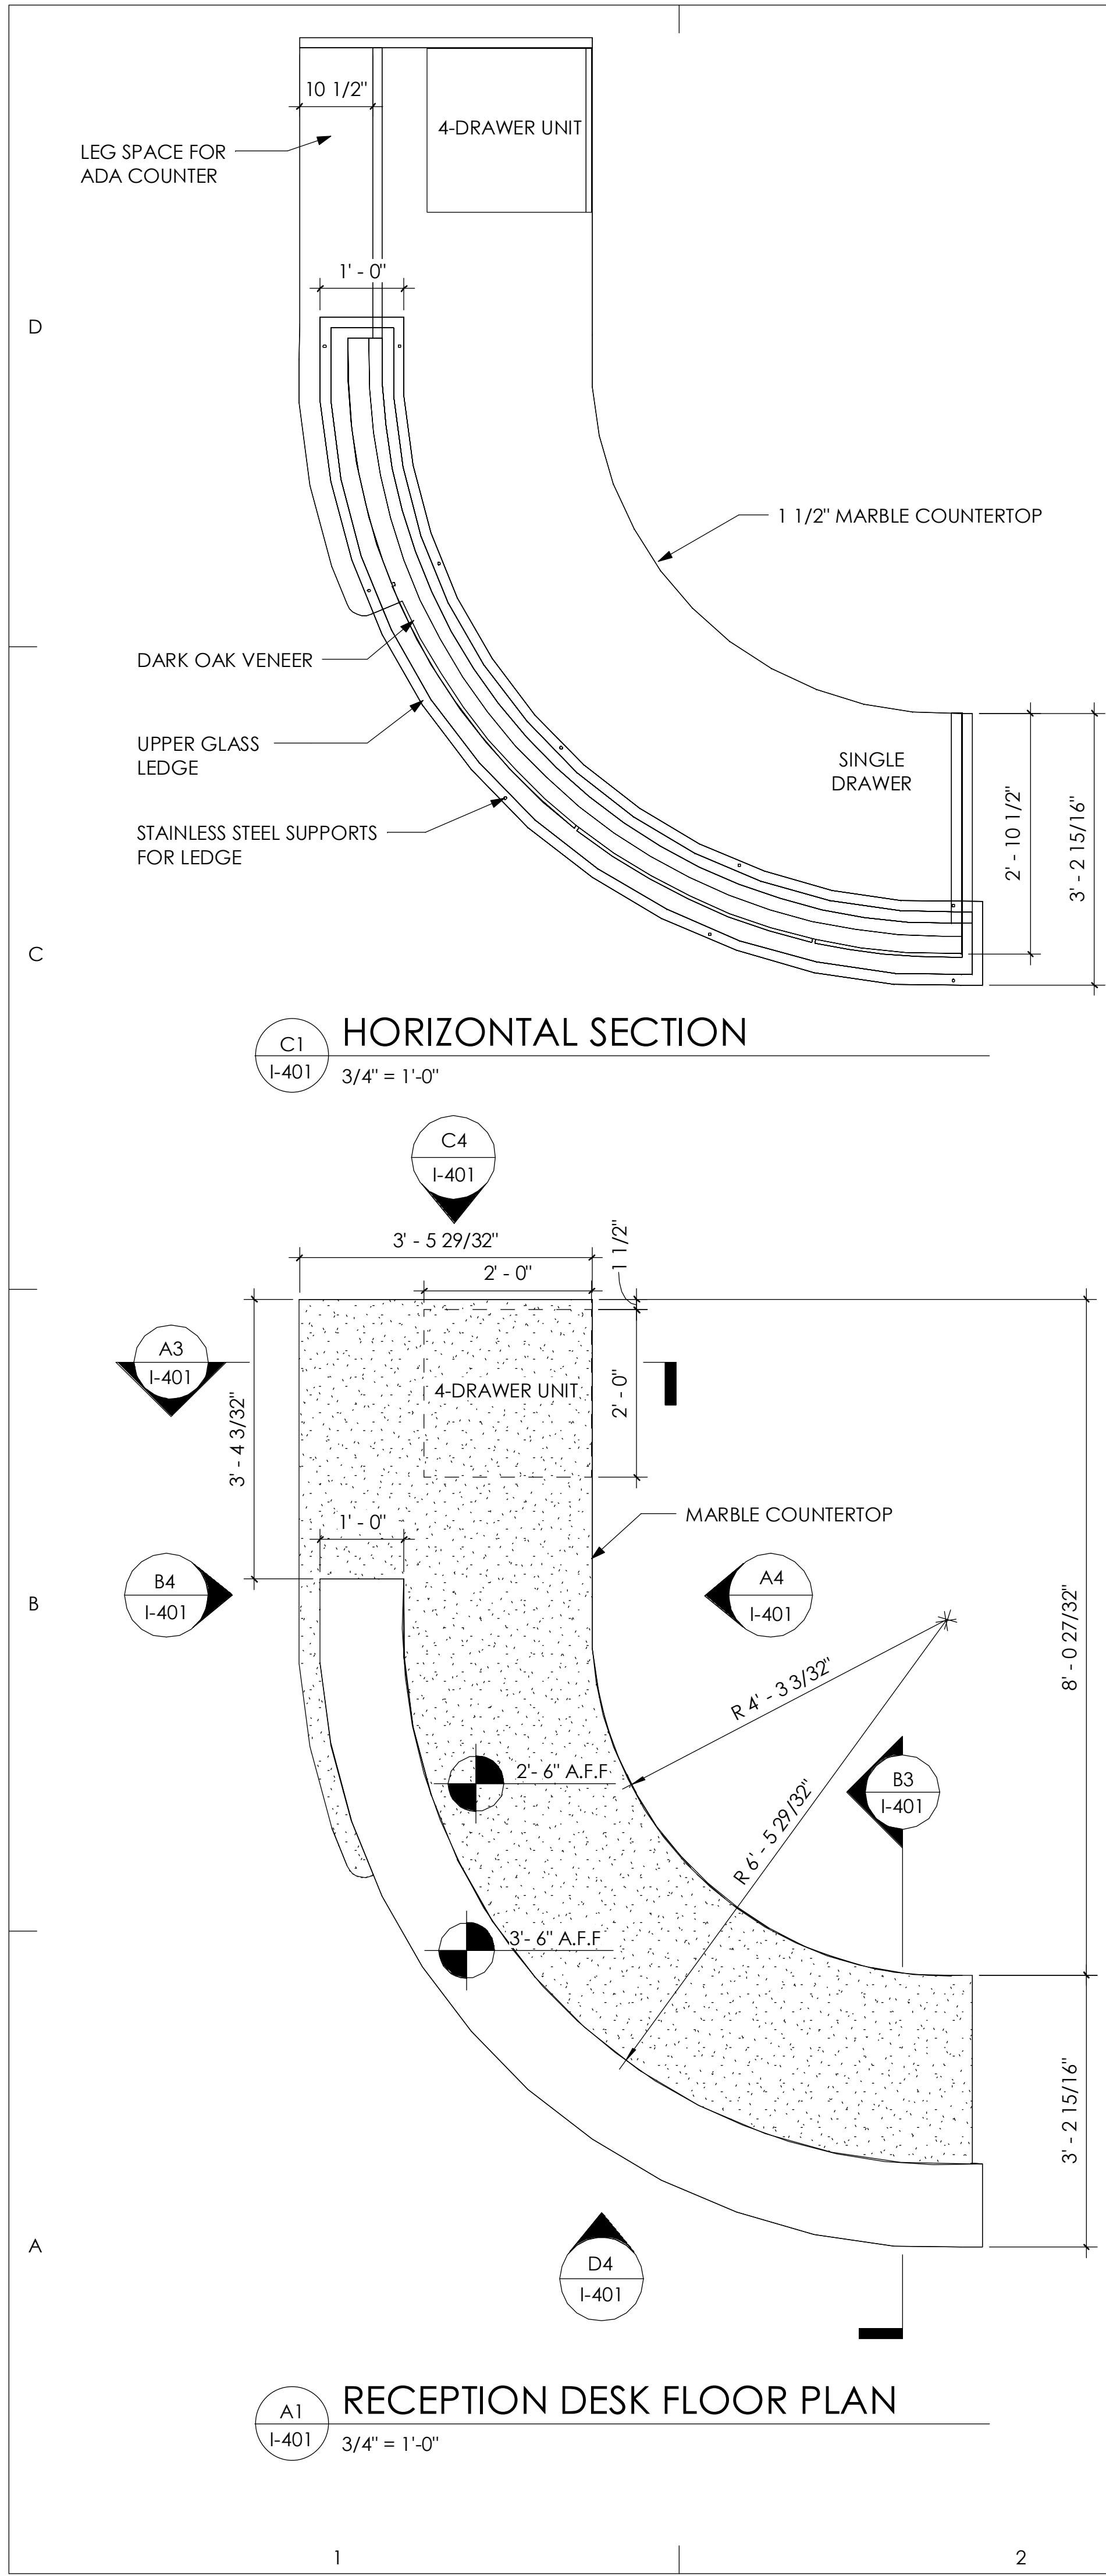 10 1/2"
4-DRAWER UNIT
LEG SPACE FOR
ADA COUNTER
1' - 0"
D
1 1/2" MARBLE COUNTERTOP
DARK OAK VENEER
UPPER GLASS
LEDGE
SINGLE
DRAWER
STAINLESS STEEL SUPPORTS
FOR LEDGE
2' - 10 1/2"
3' - 2 15/16"
C
C1
I-401
HORIZONTAL SECTION
3/4" = 1'-0"
C4
I-401
3' - 5 29/32"
1 1/2"
2' - 0"
A3
I-401
4-DRAWER UNIT
2' - 0"
3' - 4 3/32"
MARBLE COUNTERTOP
1' - 0"
B4
I-401
A4
I-401
B
8' - 0 27/32"
R 4' - 3 3/32"
2'- 6" A.F.F
B3
I-401
R 6' - 5 29/32"
3'- 6" A.F.F
3' - 2 15/16"
A
D4
I-401
A1
I-401
RECEPTION DESK FLOOR PLAN
3/4" = 1'-0"
1
2